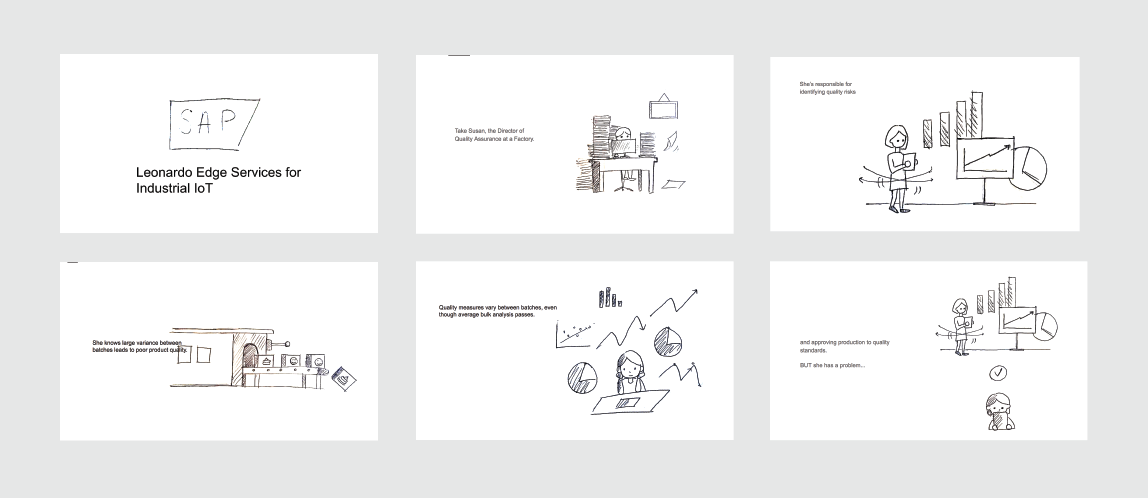 SAP
Leonardo Edge Services for
Industrial IoT
Take Susan, the Director of
Quality Assurance at a Factory.
She's responsible for
identifying quality risks
She knows large variance between
batches leads to poor product quality.
Quality measures vary between batches, even
though average bulk analysis passes.
and approving production to quality
standards.
BUT she has a problem...